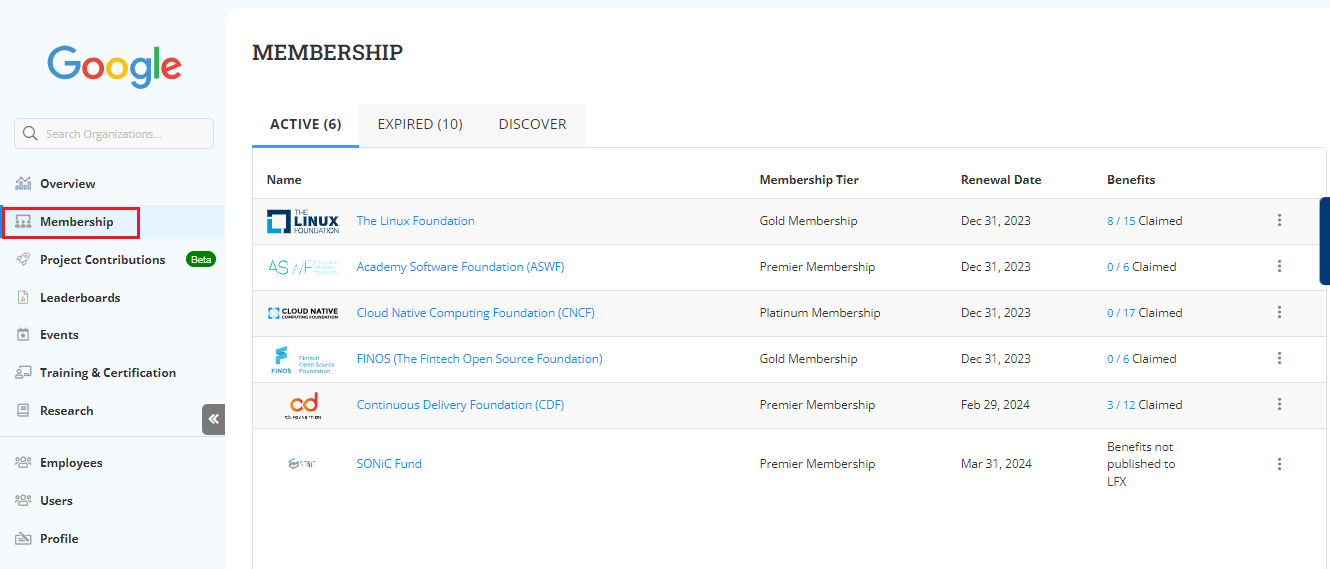 Google
MEMBERSHIP
Search Organizations...
ACTIVE (6) EXPIRED (10) DISCOVER
Overview
Membership
Project Contributions Beta
Leaderboards
Events
Training & Certification
Research
Employees
Users
Profile
Name Membership Tier Renewal Date Benefits
THE
LINUX
FOUNDATION
The Linux Foundation Gold Membership Dec 31, 2023 8 / 15 Claimed
ASWF
Academy Software Foundation (ASWF) Premier Membership Dec 31, 2023 0 / 6 Claimed
CLOUD NATIVE
COMPUTING FOUNDATION
Cloud Native Computing Foundation (CNCF) Platinum Membership Dec 31, 2023 0 / 17 Claimed
FINOS
Fintech
Open Source
Foundation
FINOS (The Fintech Open Source Foundation) Gold Membership Dec 31, 2023 0 / 6 Claimed
cd
CD.FOUNDATION
Continuous Delivery Foundation (CDF) Premier Membership Feb 29, 2024 3 / 12 Claimed
SONiC
SONiC Fund Premier Membership Mar 31, 2024
Benefits not
published to
LFX